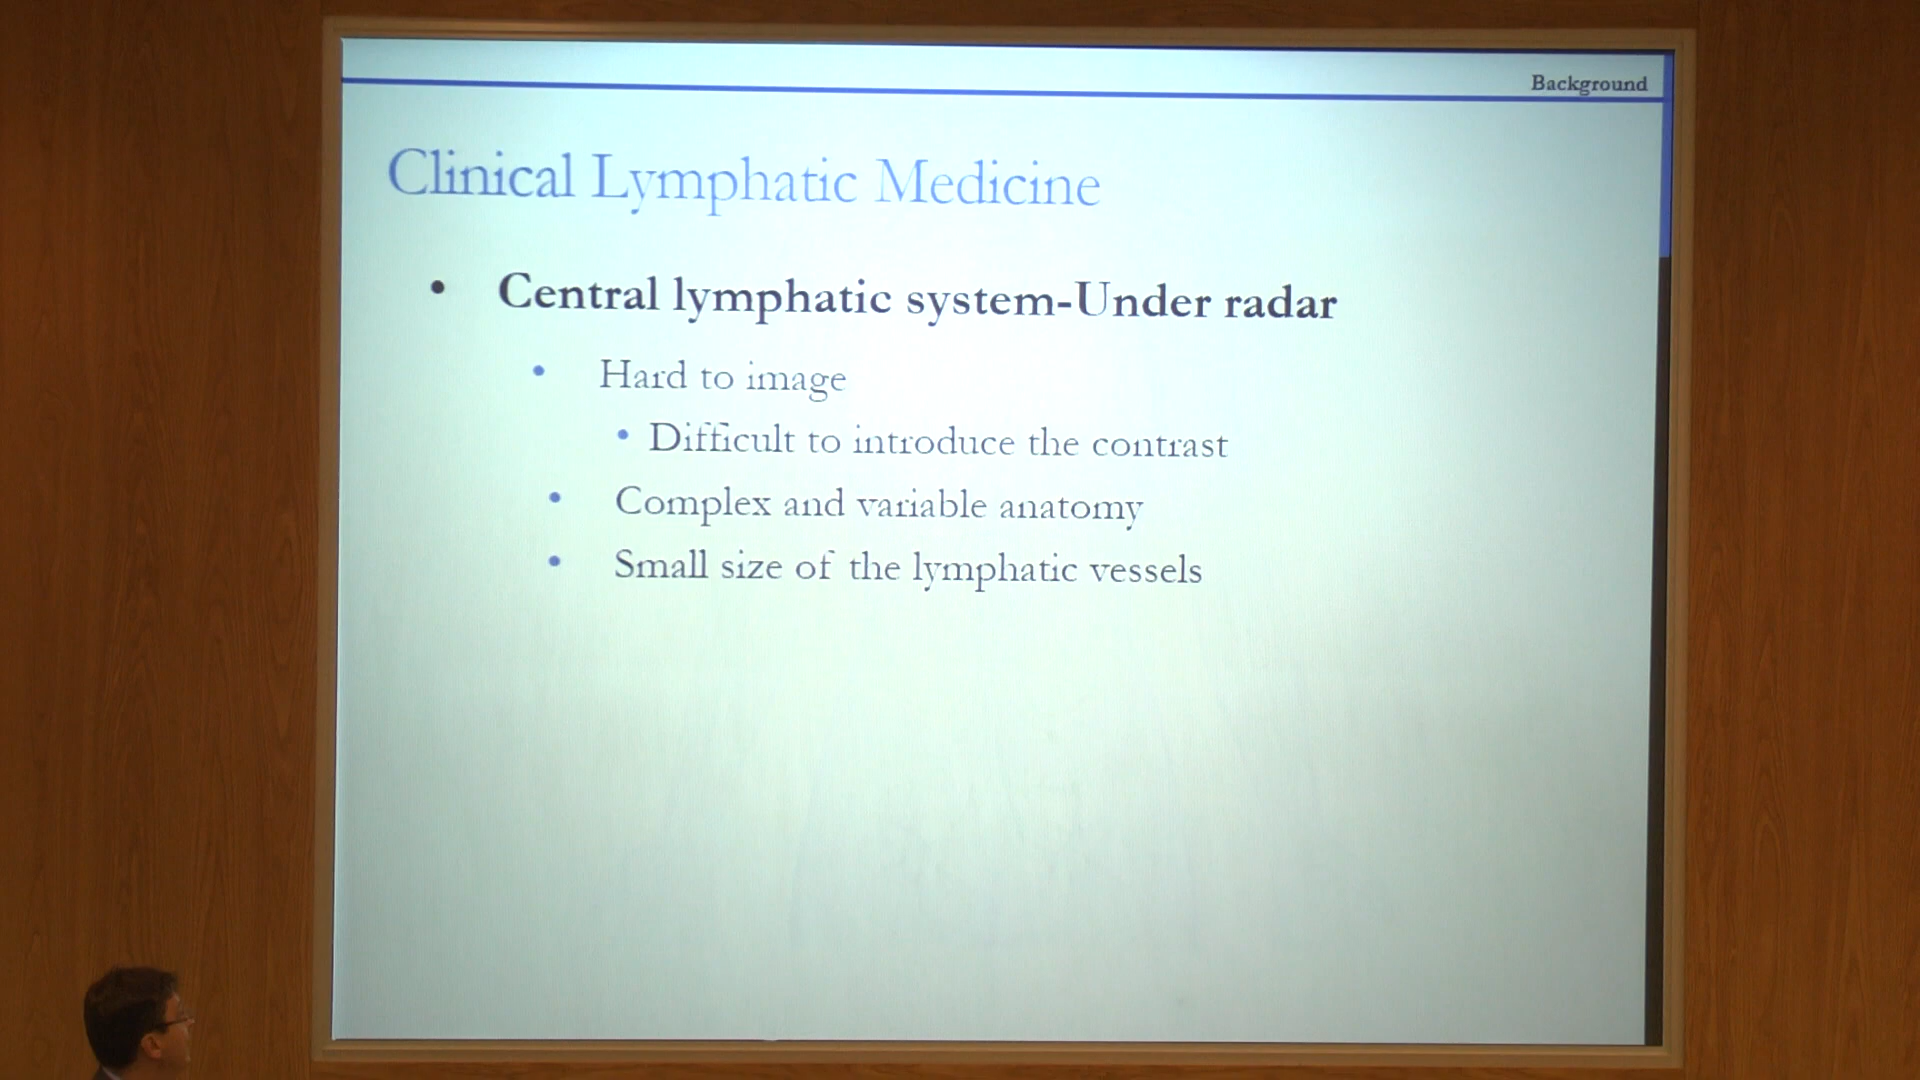 Background
Clinical Lymphatic Medicine
• Central lymphatic system-Under radar
• Hard to image
• Difficult to introduce the contrast
• Complex and variable anatomy
• Small size of the lymphatic vessels